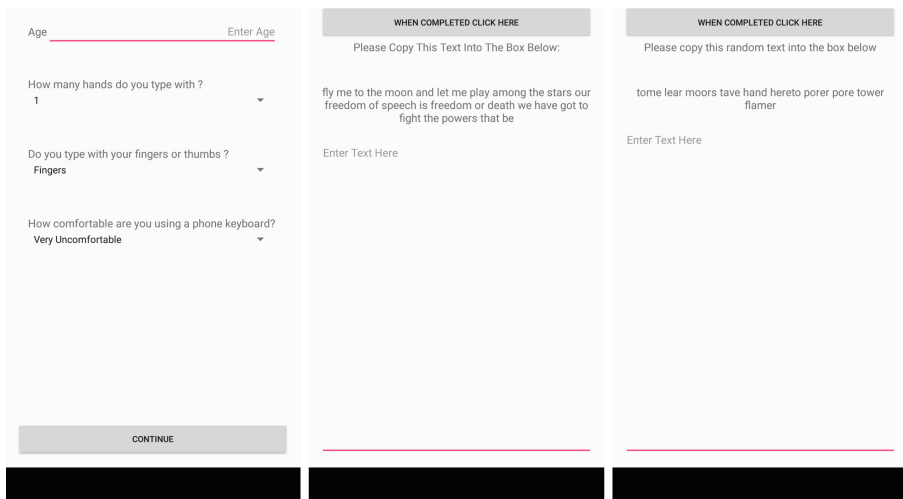 Age
Enter Age
How many hands do you type with ?
1
Do you type with your fingers or thumbs ?
Fingers
How comfortable are you using a phone keyboard?
Very Uncomfortable
CONTINUE
WHEN COMPLETED CLICK HERE
Please Copy This Text Into The Box Below:
fly me to the moon and let me play among the stars our
freedom of speech is freedom or death we have got to
fight the powers that be
Enter Text Here
WHEN COMPLETED CLICK HERE
Please copy this random text into the box below
tome lear moors tave hand hereto porer pore tower
flamer
Enter Text Here